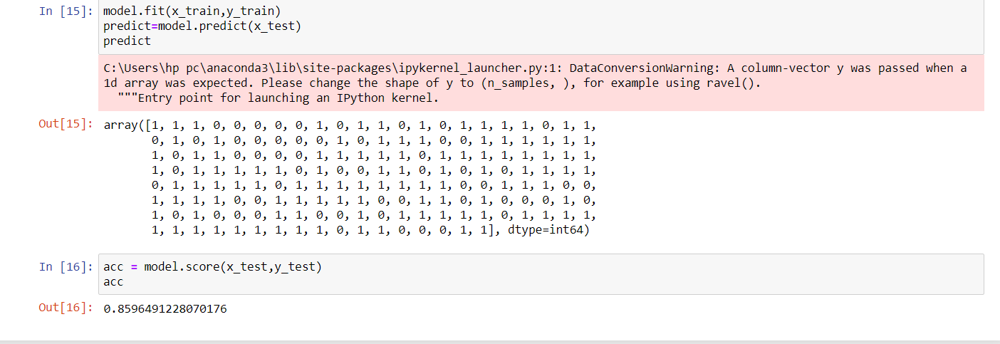 In [15]: model.fit(x_train,y_train)
predict=model.predict(x_test)
predict
C:\Users\hp pc\anaconda3\lib\site-packages\ipykernel_launcher.py:1: DataConversionWarning: A column-vector y was passed when a
1d array was expected. Please change the shape of y to (n_samples, ), for example using ravel().
"""Entry point for launching an IPython kernel.
Out[15]: array([1, 1, 1, 0, 0, 0, 0, 0, 1, 0, 1, 1, 0, 1, 0, 1, 1, 1, 1, 0, 1, 1,
0, 1, 0, 1, 0, 0, 0, 0, 0, 1, 0, 1, 1, 1, 0, 0, 1, 1, 1, 1, 1, 1,
1, 0, 1, 1, 0, 0, 0, 0, 1, 1, 1, 1, 1, 0, 1, 1, 1, 1, 1, 1, 1, 1,
1, 0, 1, 1, 1, 1, 1, 0, 1, 0, 0, 1, 1, 0, 1, 0, 1, 0, 1, 1, 1, 1,
0, 1, 1, 1, 1, 1, 0, 1, 1, 1, 1, 1, 1, 1, 1, 0, 0, 1, 1, 1, 0, 0,
1, 1, 1, 1, 0, 0, 1, 1, 1, 1, 1, 0, 0, 1, 1, 0, 1, 0, 0, 0, 1, 0,
1, 0, 1, 0, 0, 0, 1, 1, 0, 0, 1, 0, 1, 1, 1, 1, 1, 0, 1, 1, 1, 1,
1, 1, 1, 1, 1, 1, 1, 1, 1, 0, 1, 1, 0, 0, 0, 1, 1], dtype=int64)
In [16]: acc = model.score(x_test,y_test)
acc
Out[16]: 0.8596491228070176